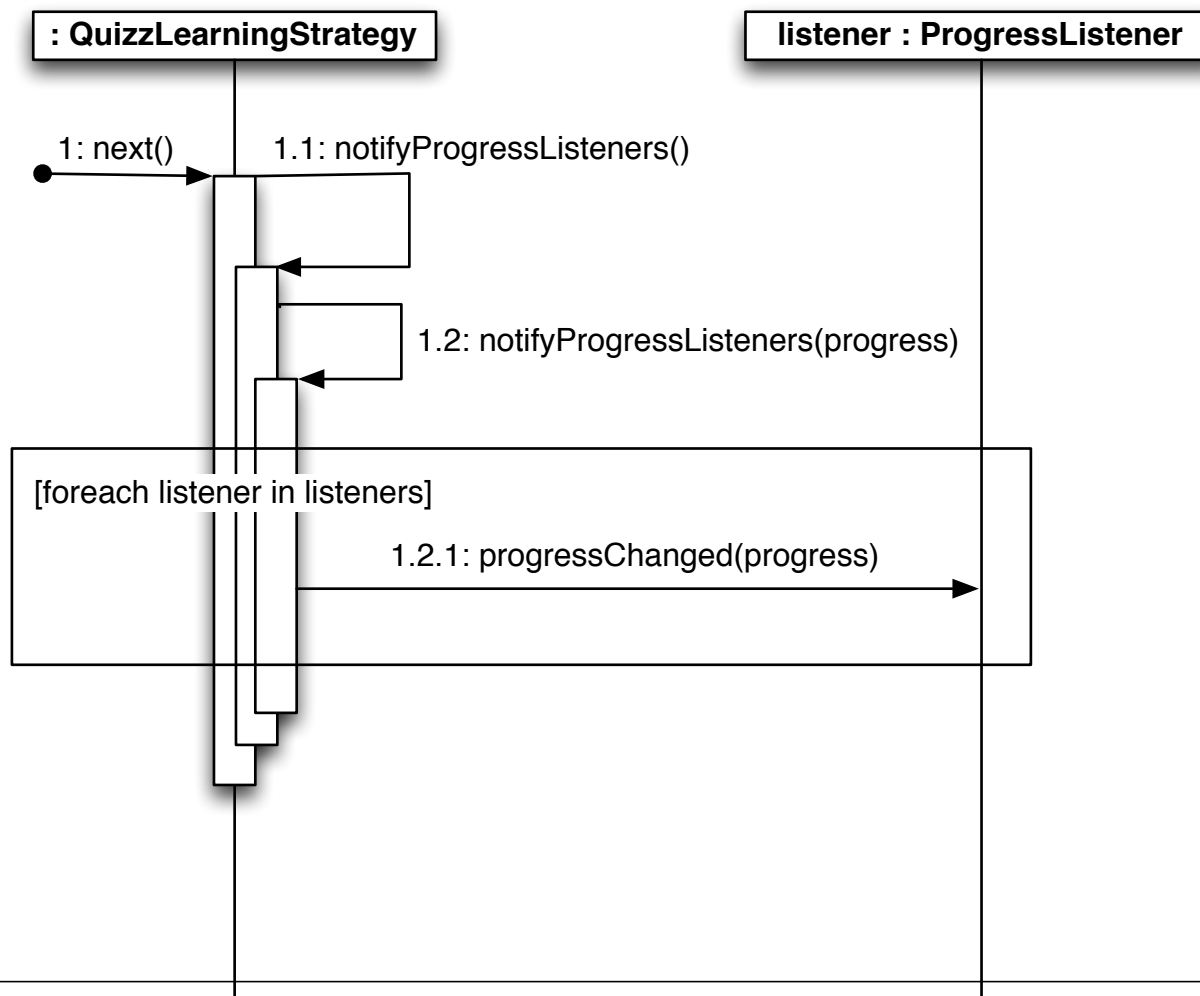 : QuizzLearningStrategy
listener : ProgressListener
1: next()
1.1: notifyProgressListeners()
1.2: notifyProgressListeners(progress)
[foreach listener in listeners]
1.2.1: progressChanged(progress)